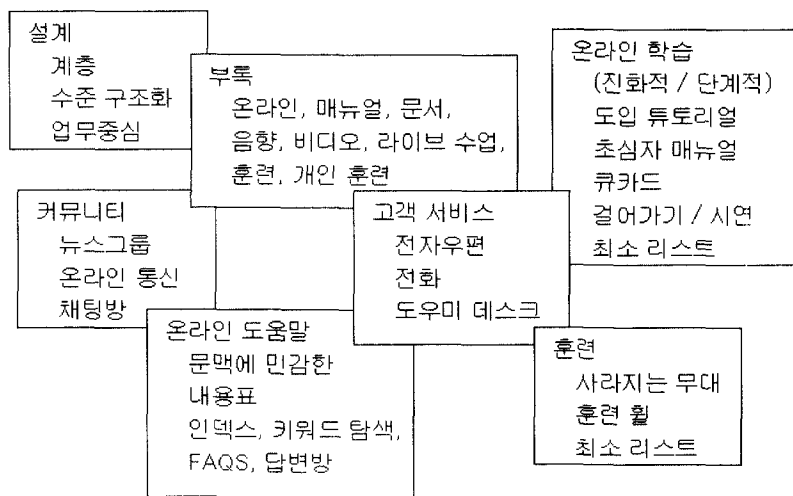 설계
계층
수준 구조화
업무중심
부록
온라인, 매뉴얼, 문서,
음향, 비디오, 라이브 수업,
훈련, 개인 훈련
온라인 학습
(진화적 / 단계적)
도입 튜토리얼
초심자 매뉴얼
큐카드
걸어가기 / 시연
최소 리스트
커뮤니티
뉴스그룹
온라인 통신
채팅방
고객 서비스
전자우편
전화
도우미 데스크
온라인 도움말
문맥에 민감한
내용표
인덱스, 키워드 탐색,
FAQS, 답변방
훈련
사라지는 무대
훈련 휠
최소 리스트